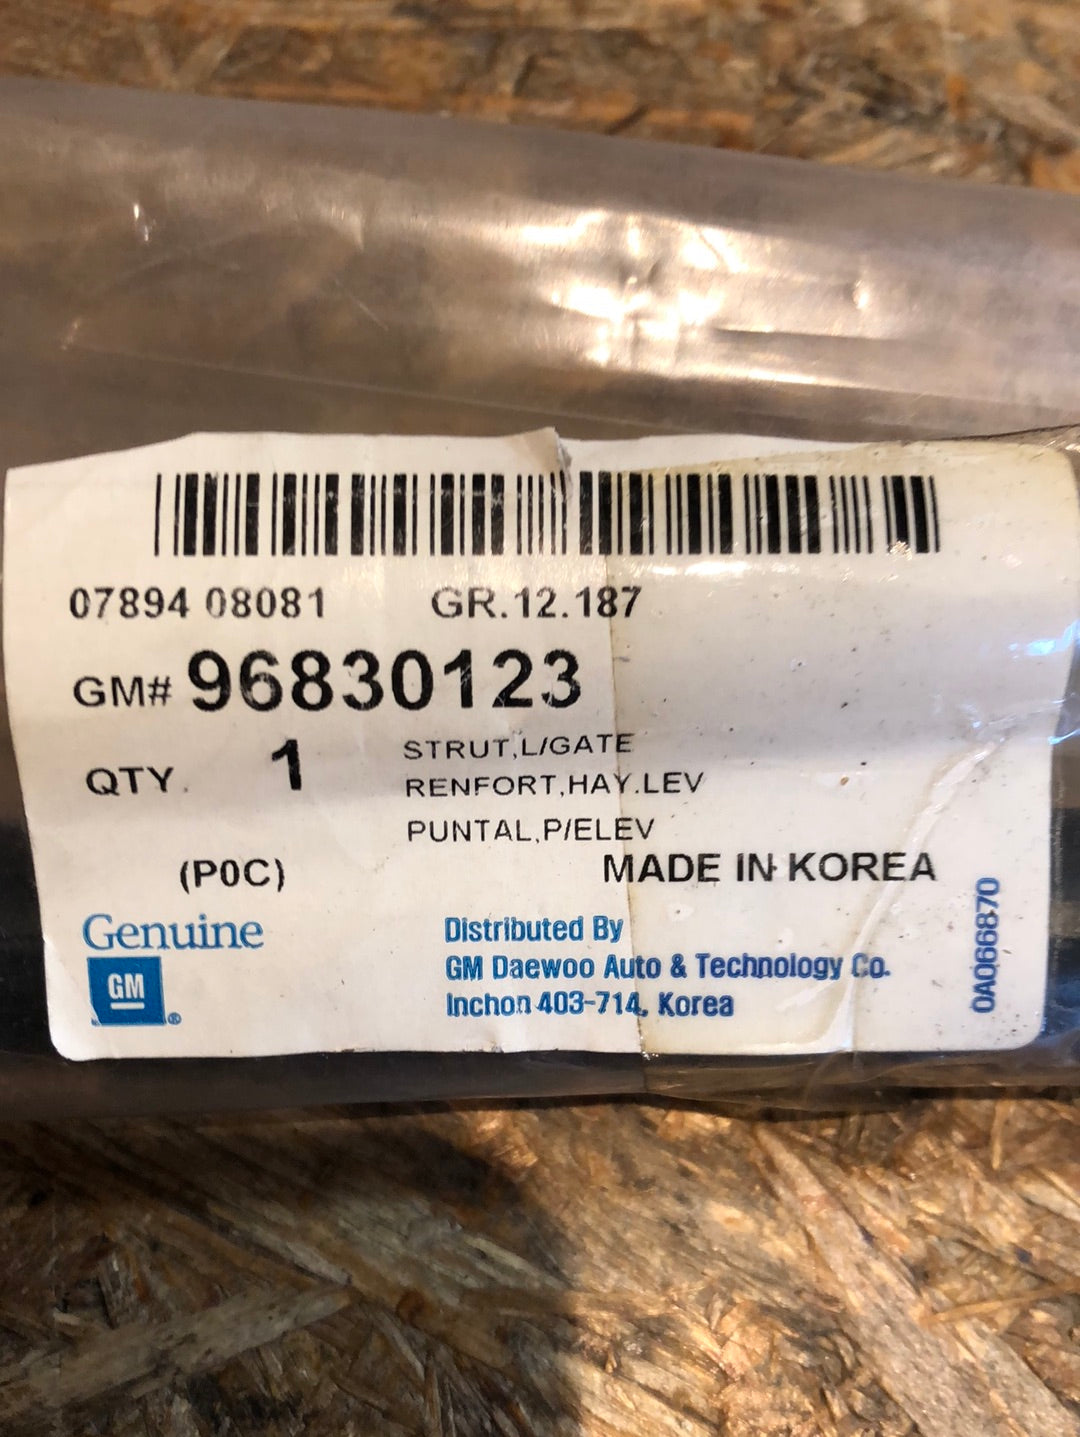 07894 08081 GR.12.187
GM# 96830123
QTY. 1 STRUT,L/GATE
RENFORT,HAY.LEV
PUNTAL,P/ELEV
(P0C) MADE IN KOREA
Genuine
GM ®
Distributed By
GM Daewoo Auto & Technology Co.
Inchon 403-714, Korea
0A066870